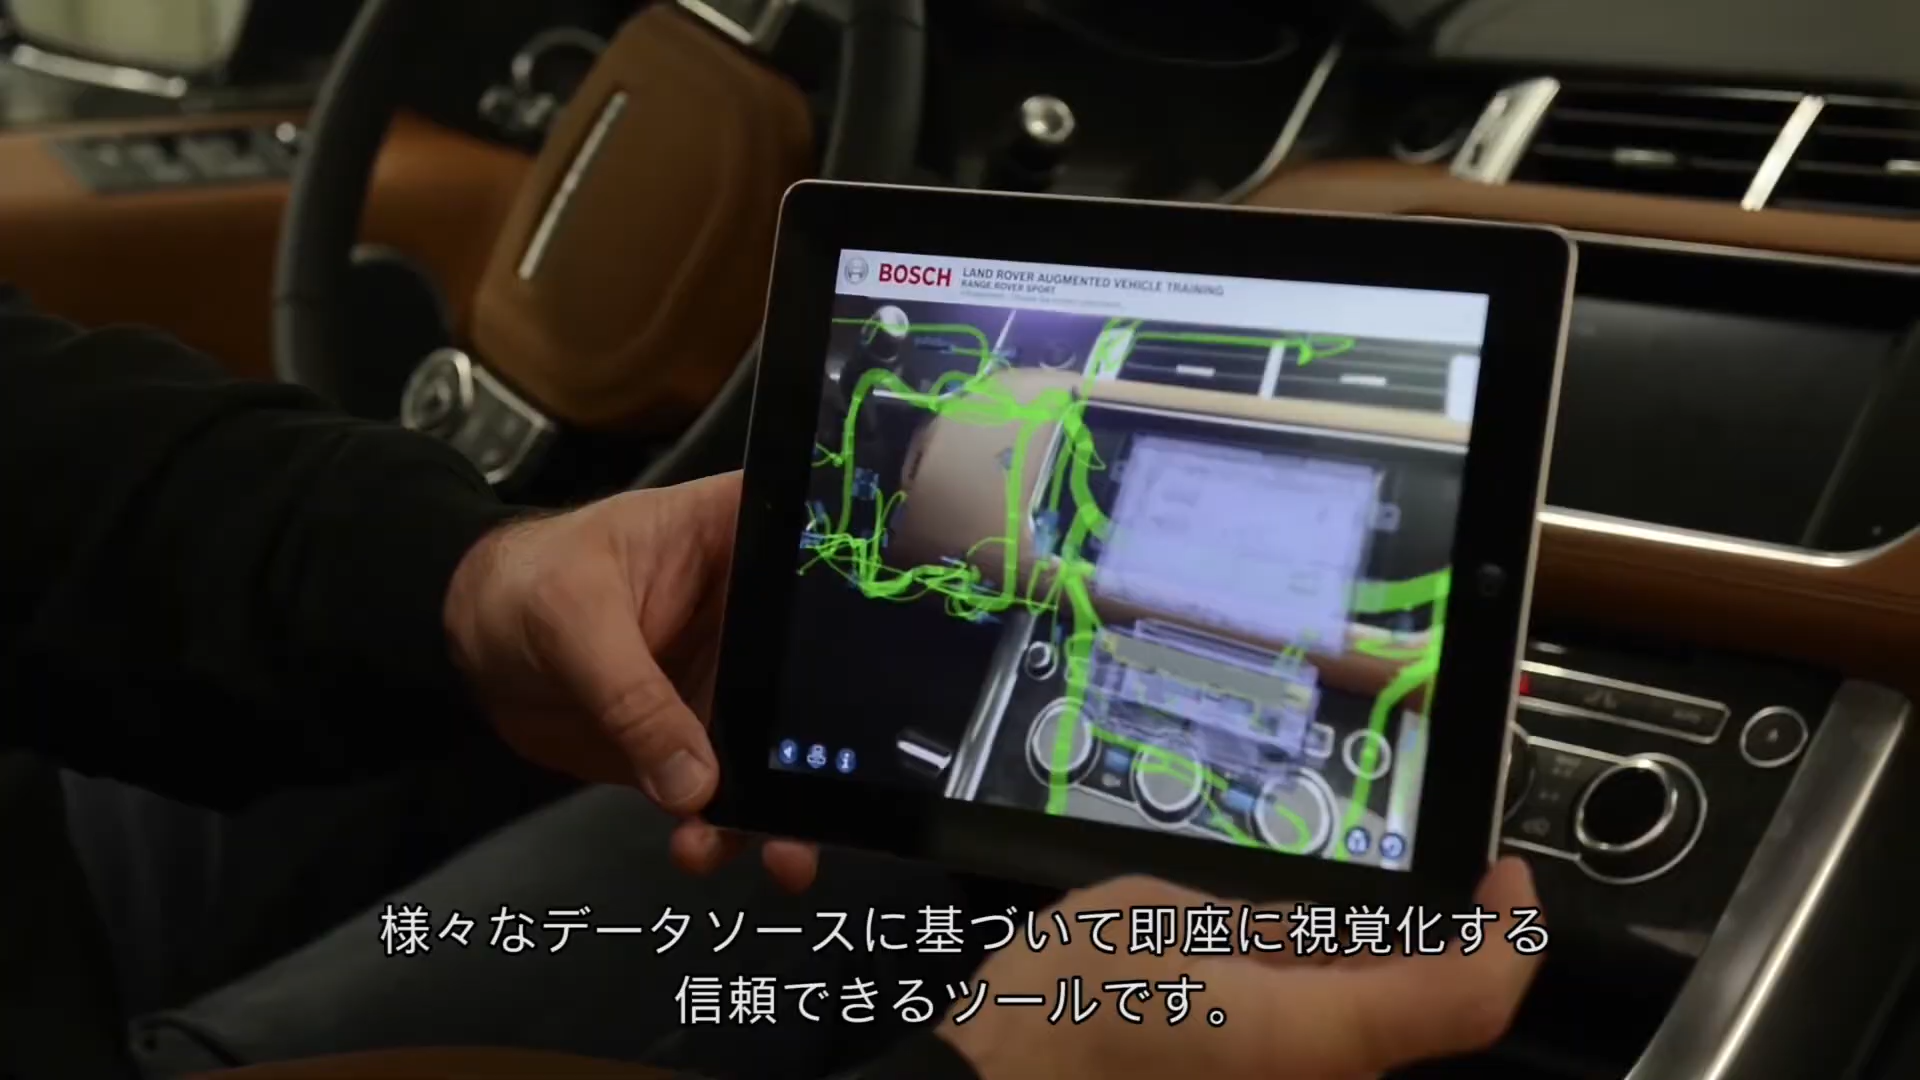 BOSCH
LAND ROVER AUGMENTED VEHICLE TRAINING
RANGE ROVER SPORT
様々なデータソースに基づいて即座に視覚化する
信頼できるツールです。